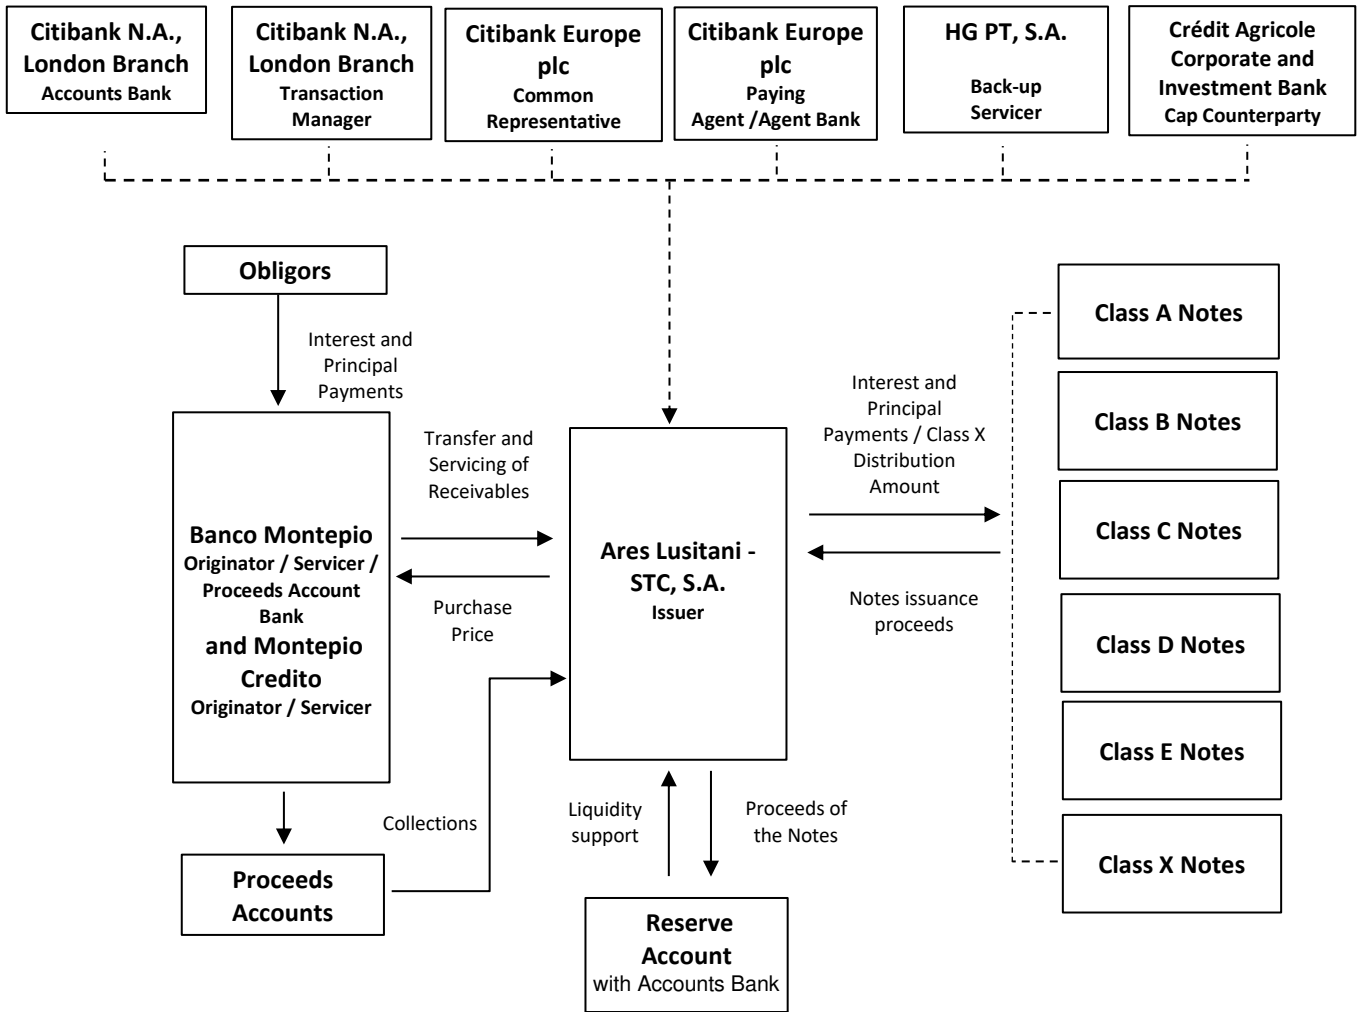 Citibank N.A.,
London Branch
Accounts Bank
Citibank N.A.,
London Branch
Transaction
Manager
Citibank Europe
plc
Common
Representative
Citibank Europe
plc
Paying
Agent /Agent Bank
HG PT, S.A.
Back-up
Servicer
Crédit Agricole
Corporate and
Investment Bank
Cap Counterparty
Obligors
Interest and
Principal
Payments
Banco Montepio
Originator / Servicer /
Proceeds Account
Bank
and Montepio
Credito
Originator / Servicer
Transfer and
Servicing of
Receivables
Purchase
Price
Collections
Proceeds
Accounts
Ares Lusitani -
STC, S.A.
Issuer
Liquidity
support
Proceeds of
the Notes
Reserve
Account
with Accounts Bank
Interest and
Principal
Payments / Class X
Distribution
Amount
Notes issuance
proceeds
Class A Notes
Class B Notes
Class C Notes
Class D Notes
Class E Notes
Class X Notes